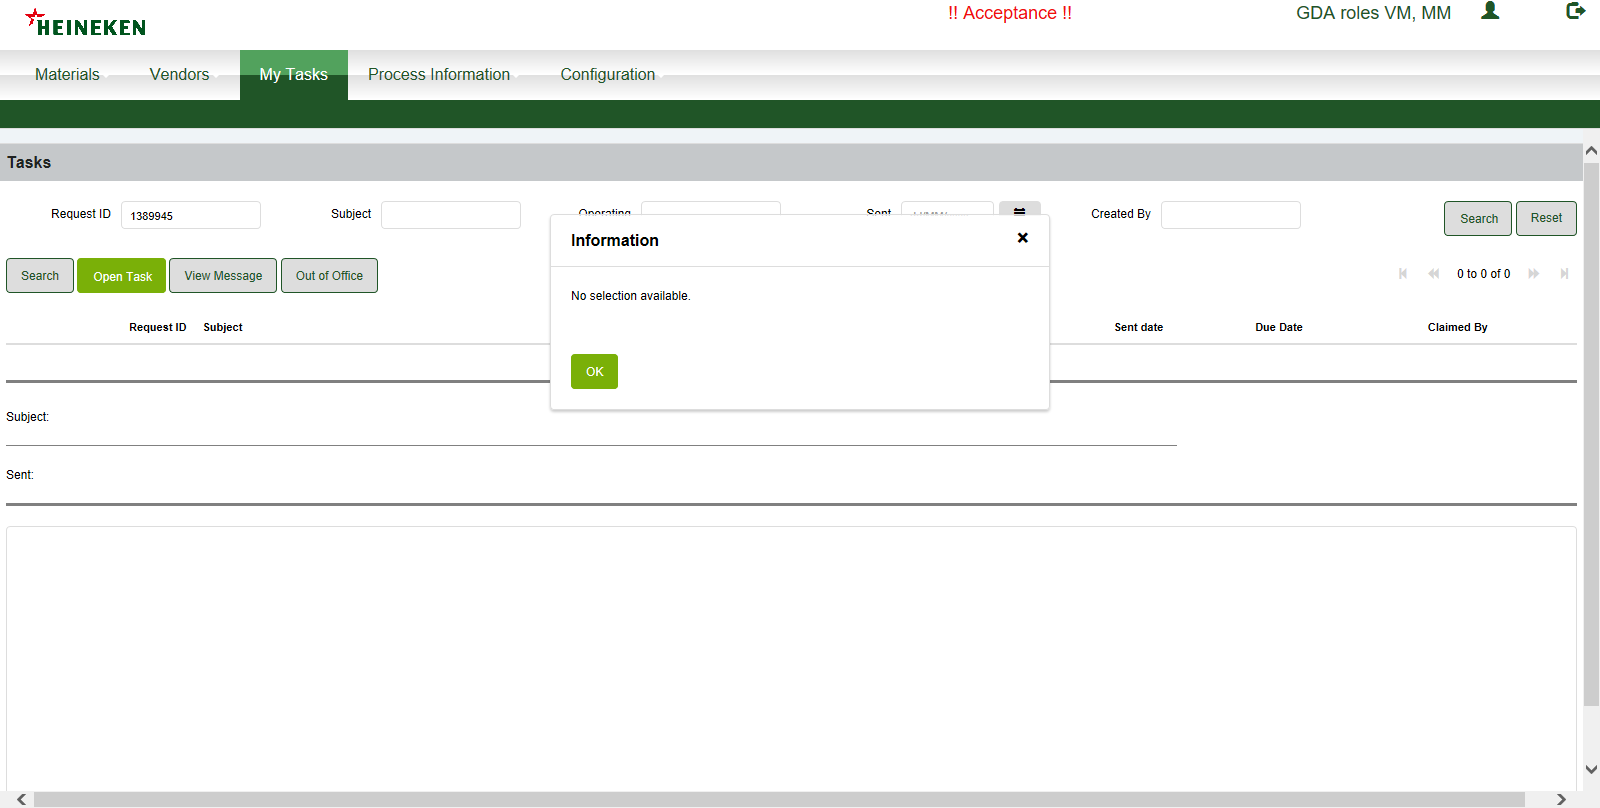 HEINEKEN
!! Acceptance !!
GDA roles VM, MM
Materials
Vendors
My Tasks
Process Information
Configuration
Tasks
Request ID
1389945
Subject
Operating
Sent
Created By
Search
Reset
Information
Search
Open Task
View Message
Out of Office
0 to 0 of 0
No selection available.
Request ID
Subject
Sent date
Due Date
Claimed By
OK
Subject:
Sent: